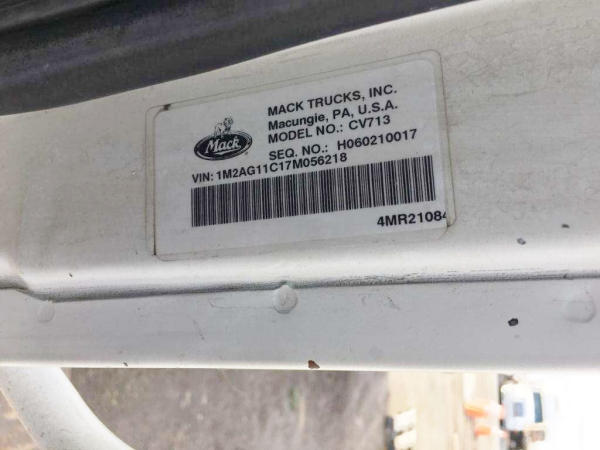 MACK TRUCKS, INC.
Macungie, PA, U.S.A.
MODEL NO.: CV713
SEQ. NO.: H060210017
Mack
VIN: 1M2AG11C17M056218
4MR21084